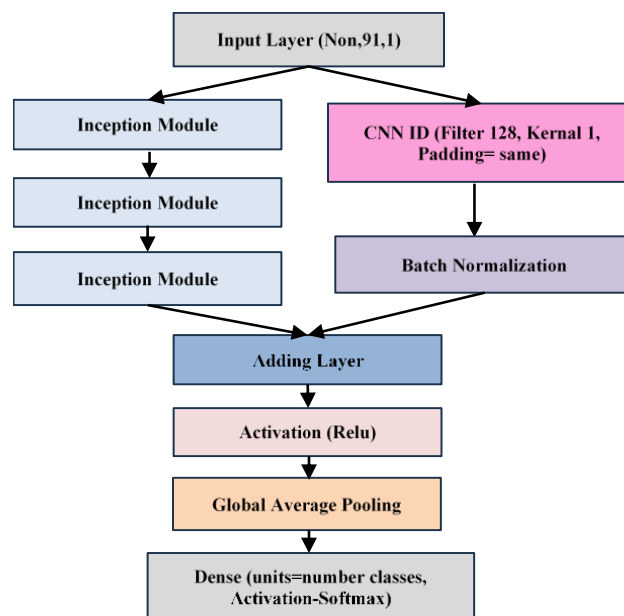 Input Layer (Non,91,1)
Inception Module
CNN ID (Filter 128, Kernal 1,
Padding= same)
Inception Module
Inception Module
Batch Normalization
Adding Layer
Activation (Relu)
Global Average Pooling
Dense (units=number classes,
Activation-Softmax)